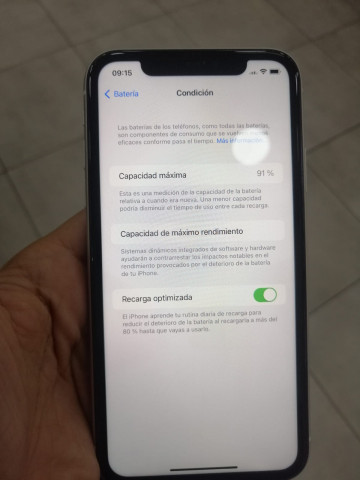 09:15
Batería
Condición
Las baterías de los teléfonos, como todas las baterías,
son componentes de consumo que se vuelven
eficaces conforme pasa el tiempo. Más información
Capacidad máxima 91 %
Esta es una medición de la capacidad de la batería
relativa a cuando era nueva. Una menor capacidad
podría disminuir el tiempo de uso entre cada recarga.
Capacidad de máximo rendimiento
Sistemas dinámicos integrados de software y hardware
ayudarán a contrarrestar los impactos notables en el
rendimiento provocados por el deterioro de la batería
de tu iPhone.
Recarga optimizada
El iPhone aprende tu rutina diaria de recarga para
reducir el deterioro de la batería al recargarla a más del
80 % hasta que vayas a usarlo.